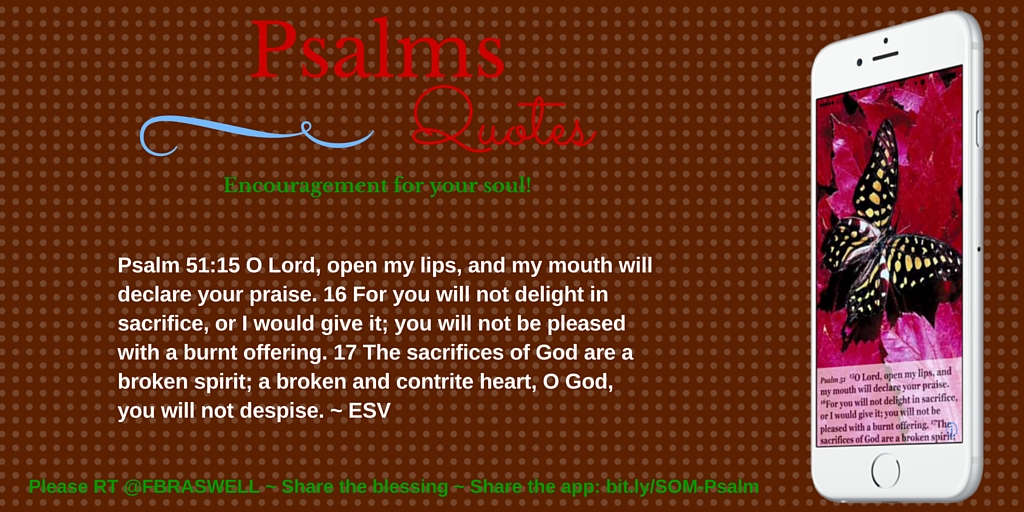 Psalms
Quotes
Encouragement for your soul!
Psalm 51:15 O Lord, open my lips, and my mouth will
declare your praise. 16 For you will not delight in
sacrifice, or I would give it; you will not be pleased
with a burnt offering. 17 The sacrifices of God are a
broken spirit; a broken and contrite heart, O God,
you will not despise. ~ ESV
Please RT @FBRASWELL ~ Share the blessing ~ Share the app: bit.ly/SOM-Psalm
Psalm 51 ¹⁵O Lord, open my lips, and
my mouth will declare your praise.
¹⁶For you will not delight in sacrifice,
or I would give it; you will not be
pleased with a burnt offering. ¹⁷The
sacrifices of God are a broken spirit;